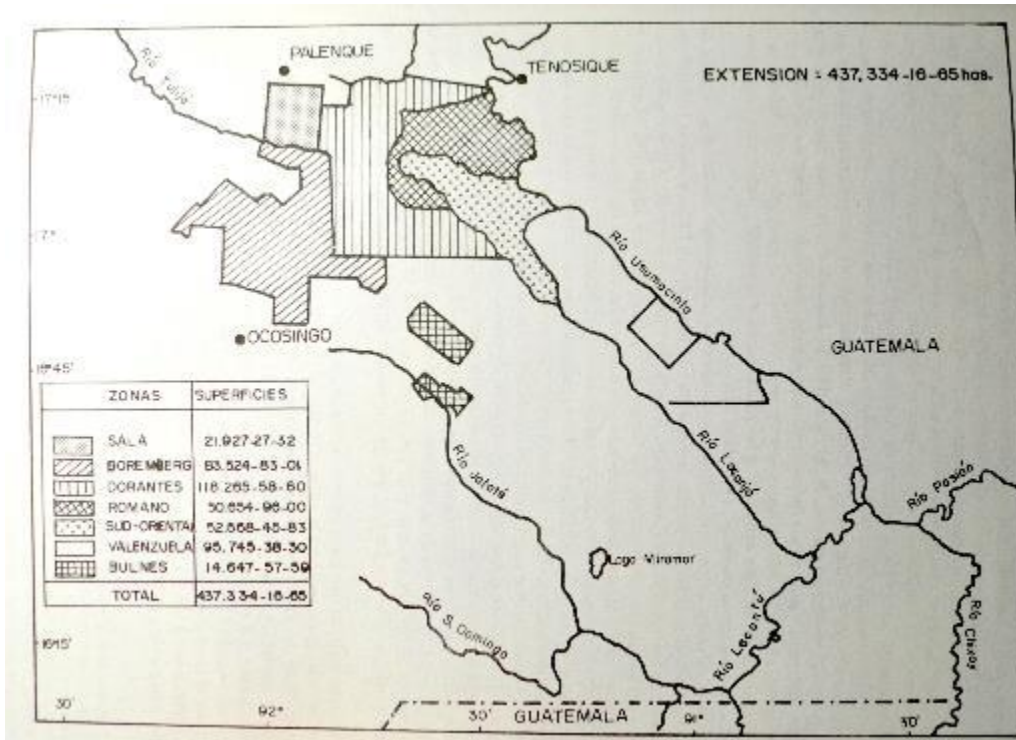 PALENQUE
TENOSIQUE
EXTENSION = 437,334-16-65 has.
Río Tulijá
17°15'
17°
Río Usumacinta
OCOSINGO
GUATEMALA
16°45'
ZONAS SUPERFICIES
SALA 21.927-27-32
BOREMBERG 83.524-83-01
DORANTES 118.265-58-60
ROMANO 50.654-96-00
SUD-ORIENTAL 52.568-45-83
VALENZUELA 95.745-38-30
BULNES 14.647-57-59
TOTAL 437.334-16-65
Río Jatatá
Río Lacanjá
Río Pasión
Lago Miramar
Río S. Domingo
Río Lacantú
Río Chixoy
16°15'
GUATEMALA
30' 92° 30' 91° 30'